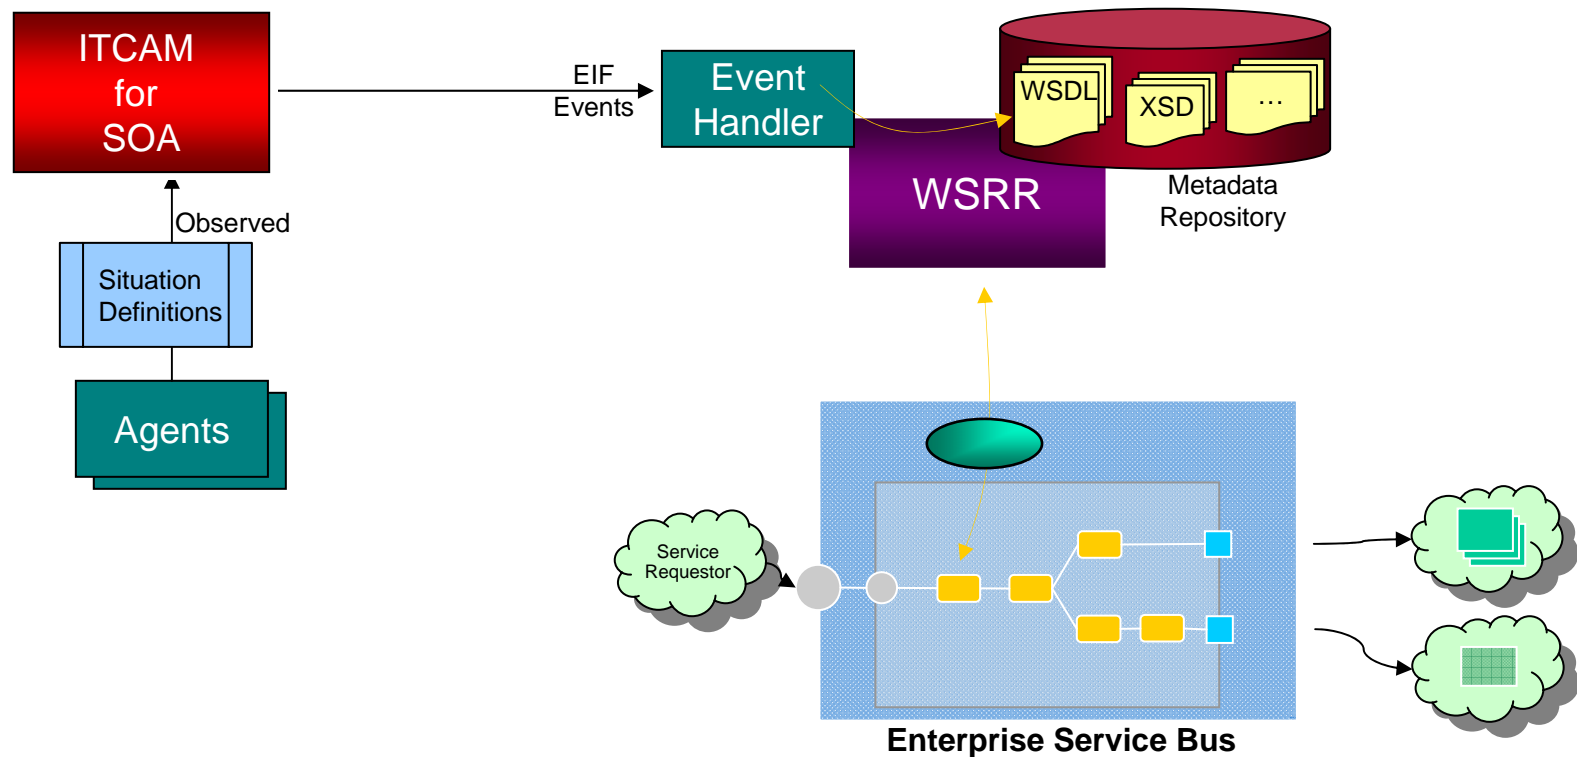 ITCAM
for
SOA
EIF
Events
Event
Handler
WSDL
XSD
...
WSRR
Metadata
Repository
Observed
Situation
Definitions
Agents
Service
Requestor
Enterprise Service Bus